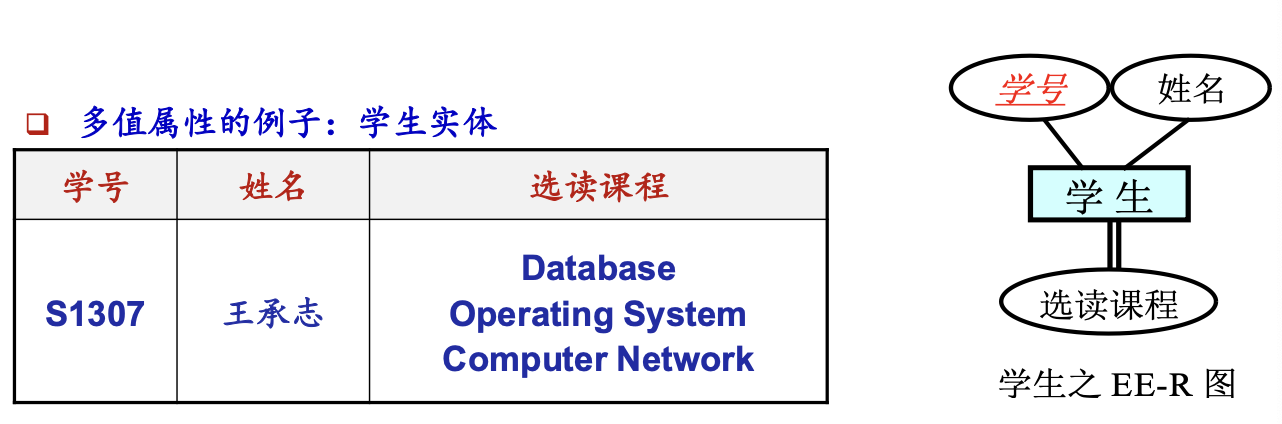 多值属性的例子：学生实体
学号 姓名 选读课程
S1307 王承志 Database
Operating System
Computer Network
学号 姓名
学 生
选读课程
学生之 EE-R 图